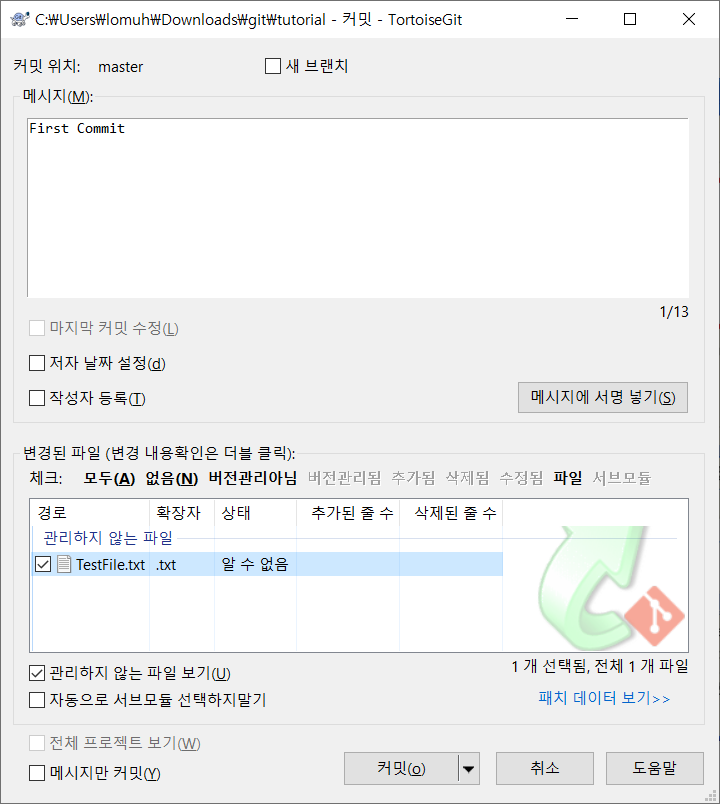 C:₩Users₩lomuh₩Downloads₩git₩tutorial - 커밋 - TortoiseGit
커밋 위치: master 새 브랜치
메시지(M):
First Commit
1/13
마지막 커밋 수정(L)
저자 날짜 설정(d)
작성자 등록(T) 메시지에 서명 넣기(S)
변경된 파일 (변경 내용확인은 더블 클릭):
체크: 모두(A) 없음(N) 버전관리아님 버전관리됨 추가됨 삭제됨 수정됨 파일 서브모듈
경로 확장자 상태 추가된 줄 수 삭제된 줄 수
관리하지 않는 파일
TestFile.txt .txt 알 수 없음
관리하지 않는 파일 보기(U) 1 개 선택됨, 전체 1 개 파일
자동으로 서브모듈 선택하지말기 패치 데이터 보기>>
전체 프로젝트 보기(W)
메시지만 커밋(Y) 커밋(o) 취소 도움말